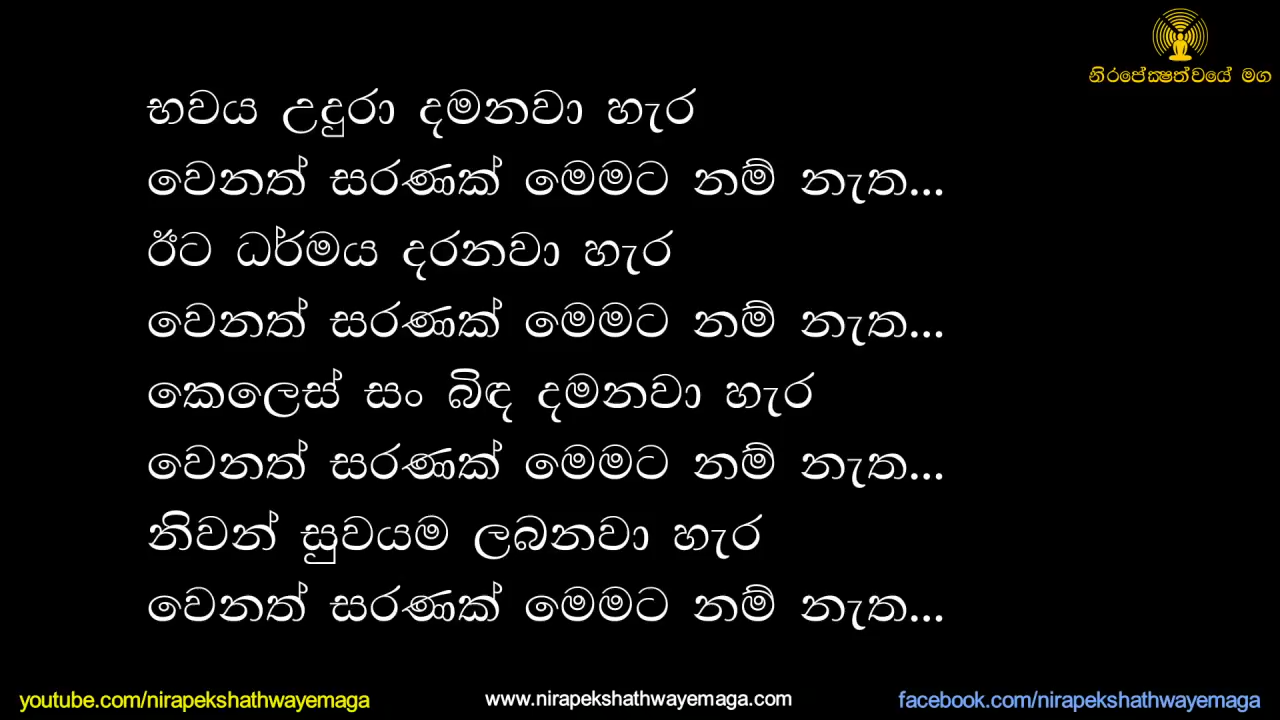 නිරපේක්‍ෂත්වයේ මග
භවය උදුරා දමනවා හැර
වෙනත් සරණක් මෙමට නම් නැත...
ඊට ධර්මය දරනවා හැර
වෙනත් සරණක් මෙමට නම් නැත...
කෙලෙස් සං බිඳ දමනවා හැර
වෙනත් සරණක් මෙමට නම් නැත...
නිවන් සුවයම ලබනවා හැර
වෙනත් සරණක් මෙමට නම් නැත...
youtube.com/nirapekshathwayemaga www.nirapekshathwayemaga.com facebook.com/nirapekshathwayemaga